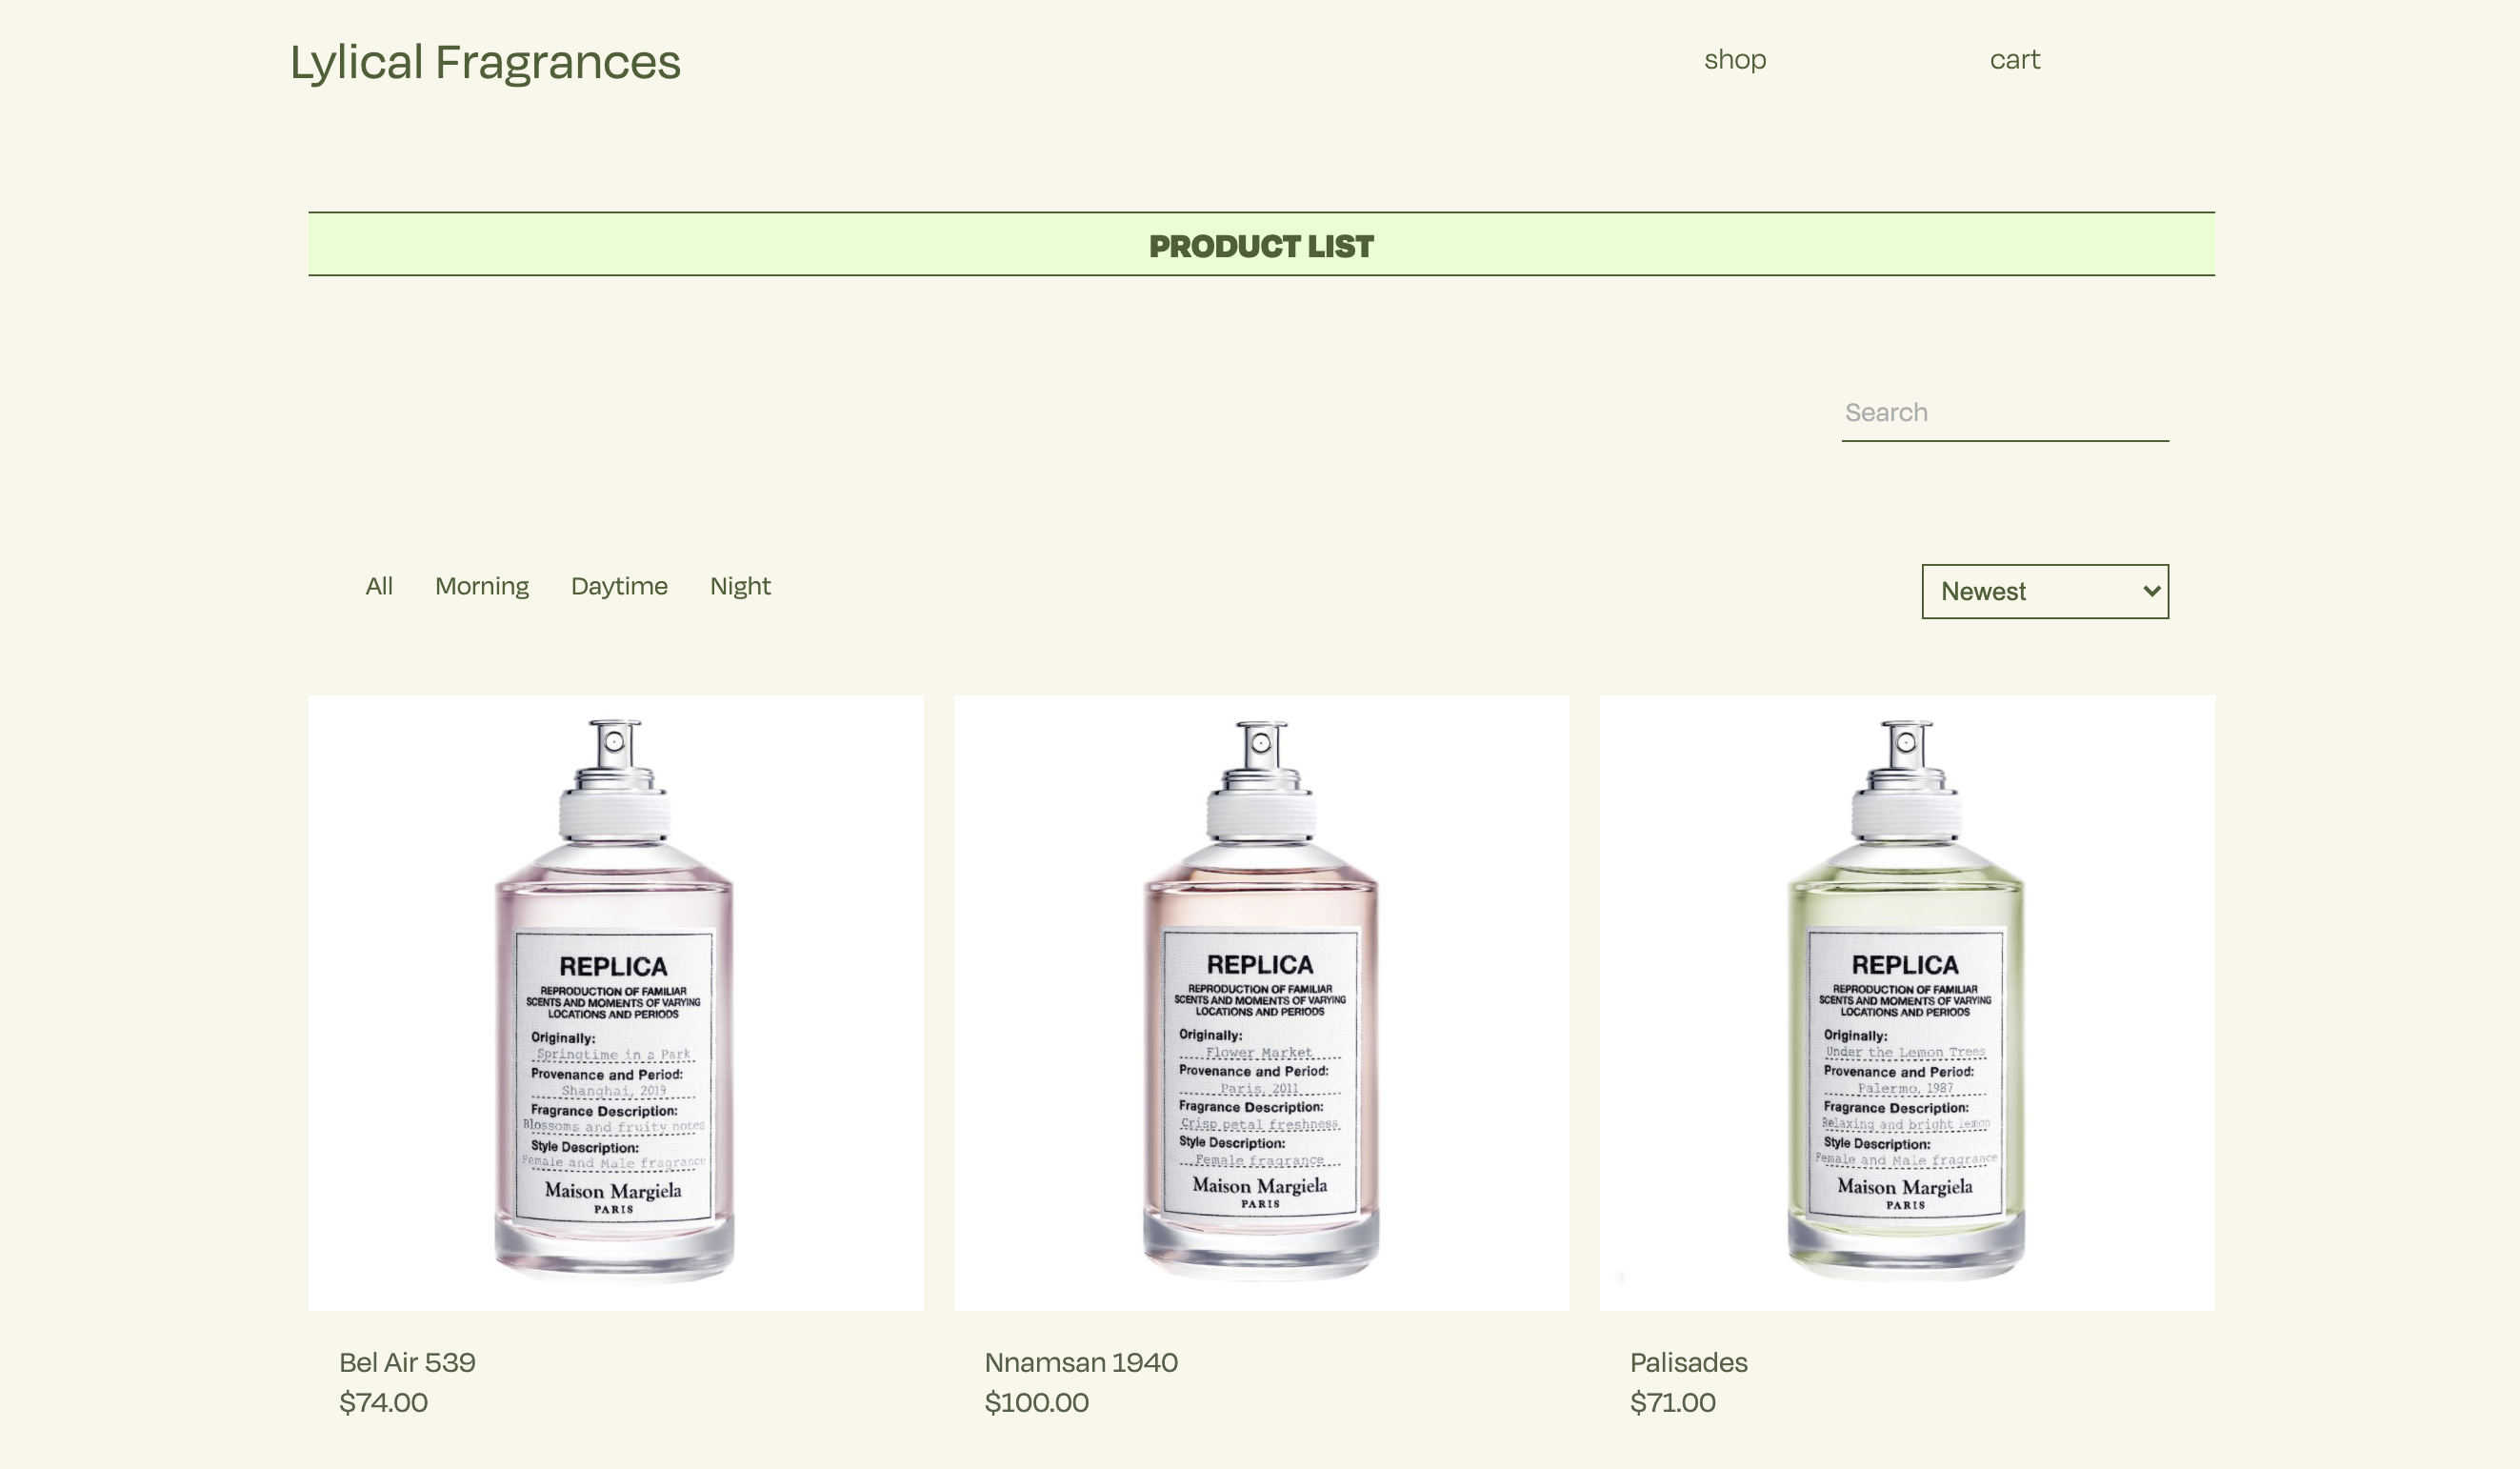 Lylical Fragrances
shop
cart
PRODUCT LIST
Search
All
Morning
Daytime
Night
Newest
REPLICA
REPRODUCTION OF FAMILIAR
SCENTS AND MOMENTS OF VARYING
LOCATIONS AND PERIODS
Originally:
Springtime in a Park
Provenance and Period:
Shanghai, 2019
Fragrance Description:
Blossoms and fruity notes
Style Description:
Female and Male fragrance
Maison Margiela
PARIS
REPLICA
REPRODUCTION OF FAMILIAR
SCENTS AND MOMENTS OF VARYING
LOCATIONS AND PERIODS
Originally:
Flower Market
Provenance and Period:
Paris, 2011
Fragrance Description:
Crisp petal freshness
Style Description:
Female fragrance
Maison Margiela
PARIS
REPLICA
REPRODUCTION OF FAMILIAR
SCENTS AND MOMENTS OF VARYING
LOCATIONS AND PERIODS
Originally:
Under the Lemon Trees
Provenance and Period:
Palermo, 1987
Fragrance Description:
Relaxing and bright lemon
Style Description:
Female and Male fragrance
Maison Margiela
PARIS
Bel Air 539
$74.00
Nnamsan 1940
$100.00
Palisades
$71.00